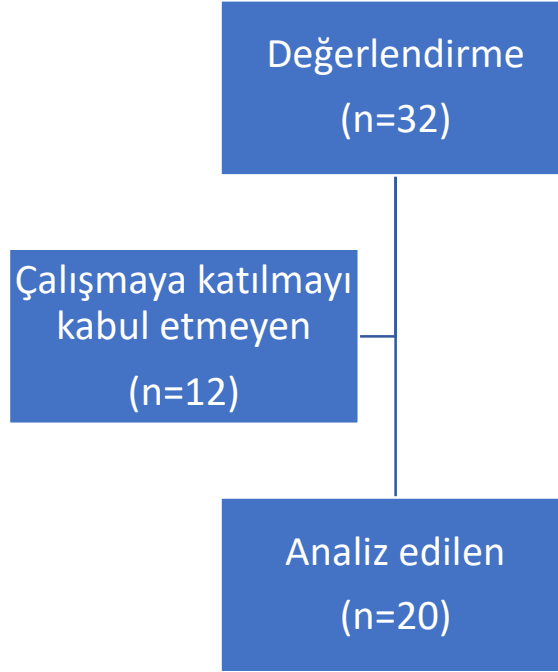 Değerlendirme
(n=32)
Çalışmaya katılmayı
kabul etmeyen
(n=12)
Analiz edilen
(n=20)